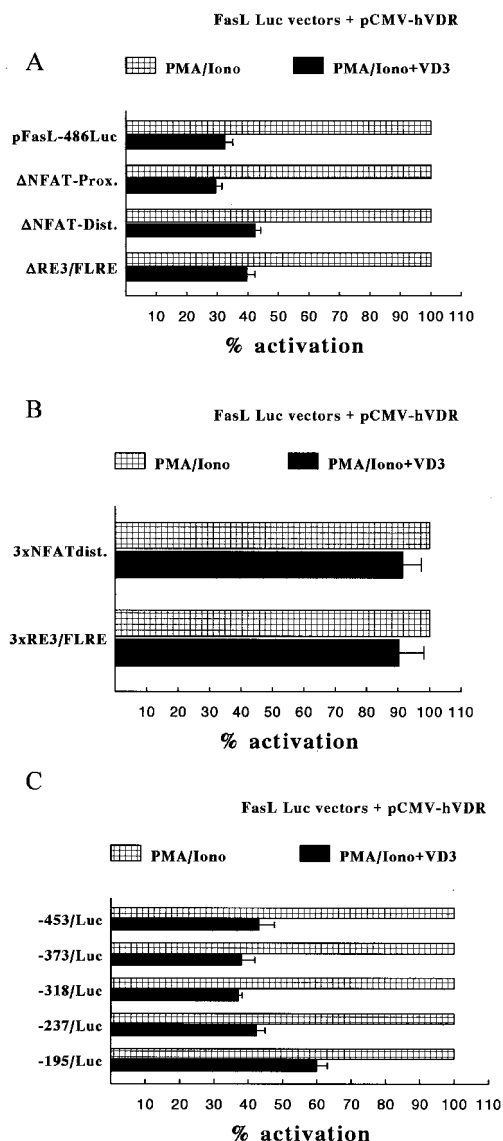 FasL Luc vectors + pCMV-hVDR
A
PMA/Iono
PMA/Iono+VD3
pFasL-486Luc
ΔNFAT-Prox.
ΔNFAT-Dist.
ΔRE3/FLRE
10 20 30 40 50 60 70 80 90 100 110
% activation
B
FasL Luc vectors + pCMV-hVDR
PMA/Iono
PMA/Iono+VD3
3xNFATdist.
3xRE3/FLRE
10 20 30 40 50 60 70 80 90 100 110
% activation
C
FasL Luc vectors + pCMV-hVDR
PMA/Iono
PMA/Iono+VD3
-453/Luc
-373/Luc
-318/Luc
-237/Luc
-195/Luc
10 20 30 40 50 60 70 80 90 100
% activation